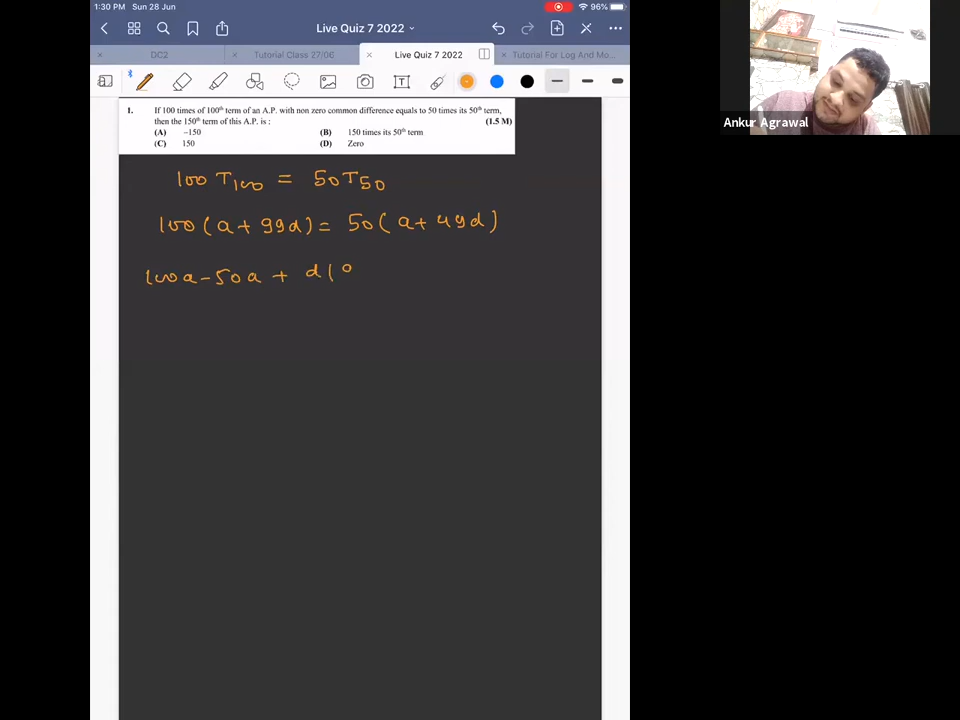 1:30 PM Sun 28 Jun
96%
Live Quiz 7 2022
DC2
Tutorial Class 27/06
Live Quiz 7 2022
Tutorial For Log And Mo...
1. If 100 times of 100th term of an A.P. with non zero common difference equals to 50 times its 50th term,
then the 150th term of this A.P. is : (1.5 M)
(A) –150 (B) 150 times its 50th term
(C) 150 (D) Zero
100 T100 = 50T50
100(a + 99d) = 50(a + 49d)
100a - 50a + d(9
Ankur Agrawal